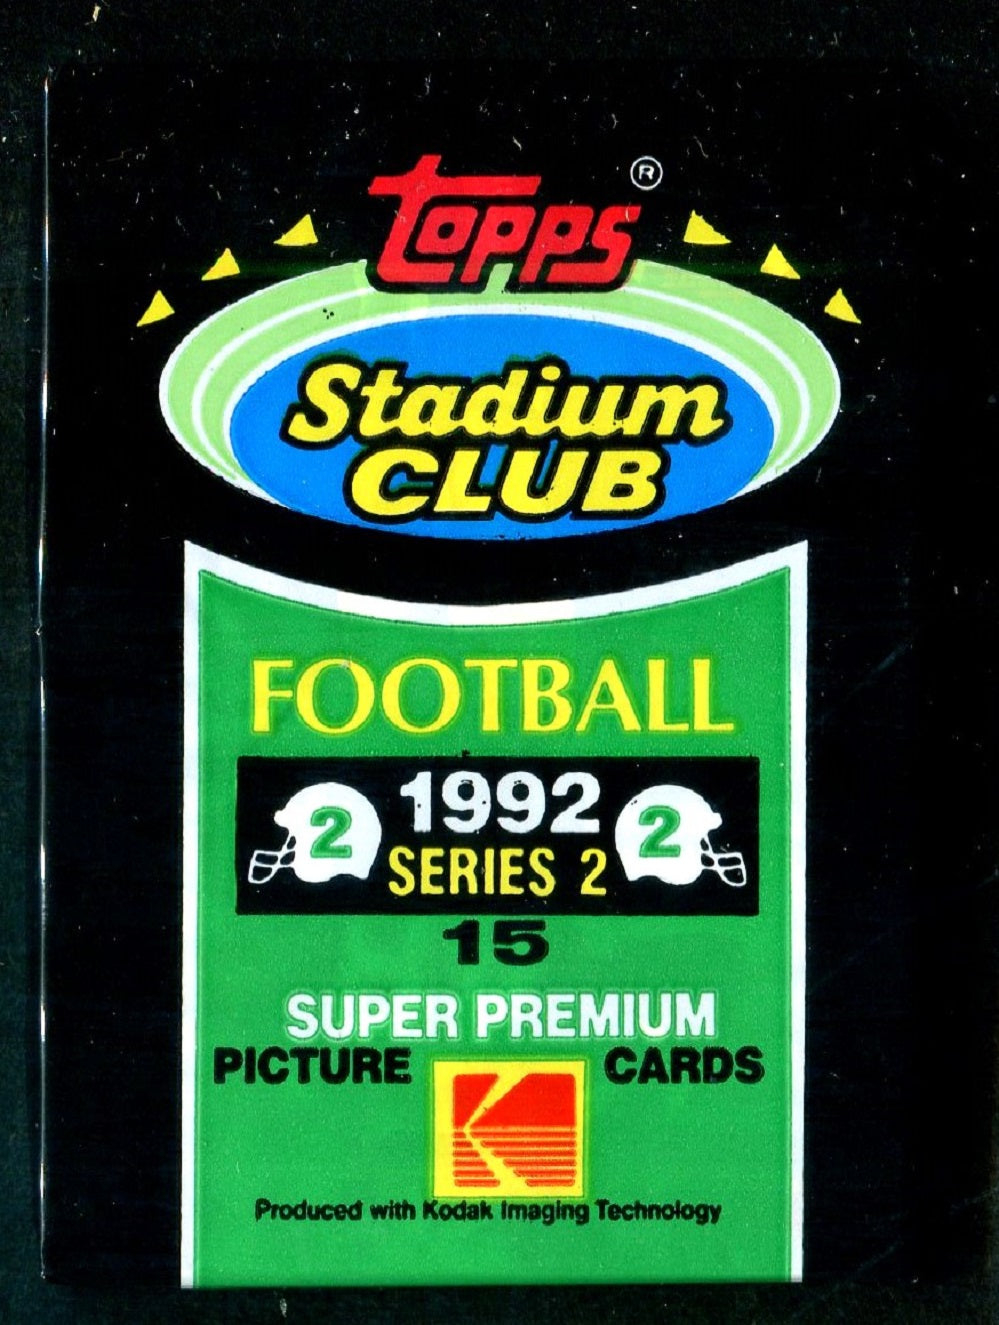 Topps ®
Stadium
CLUB
FOOTBALL
2 1992 2
SERIES 2
15
SUPER PREMIUM
PICTURE CARDS
K
Produced with Kodak Imaging Technology